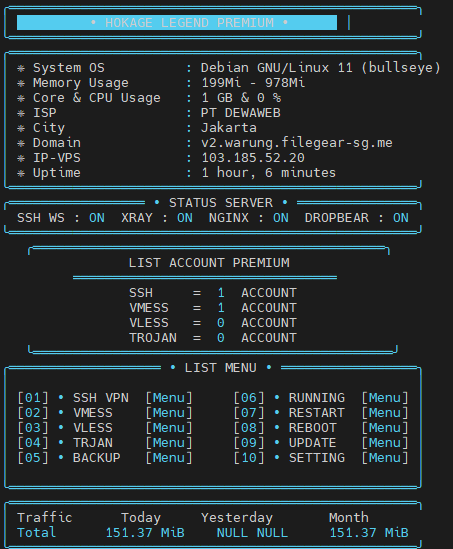 • HOKAGE LEGEND PREMIUM •
❈ System OS : Debian GNU/Linux 11 (bullseye)
❈ Memory Usage : 199Mi - 978Mi
❈ Core & CPU Usage : 1 GB & 0 %
❈ ISP : PT DEWAWEB
❈ City : Jakarta
❈ Domain : v2.warung.filegear-sg.me
❈ IP-VPS : 103.185.52.20
❈ Uptime : 1 hour, 6 minutes
• STATUS SERVER •
SSH WS : ON XRAY : ON NGINX : ON DROPBEAR : ON
LIST ACCOUNT PREMIUM
SSH = 1 ACCOUNT
VMESS = 1 ACCOUNT
VLESS = 0 ACCOUNT
TROJAN = 0 ACCOUNT
• LIST MENU •
[01] • SSH VPN [Menu] [06] • RUNNING [Menu]
[02] • VMESS [Menu] [07] • RESTART [Menu]
[03] • VLESS [Menu] [08] • REBOOT [Menu]
[04] • TRJAN [Menu] [09] • UPDATE [Menu]
[05] • BACKUP [Menu] [10] • SETTING [Menu]
Traffic Today Yesterday Month
Total 151.37 MiB NULL NULL 151.37 MiB